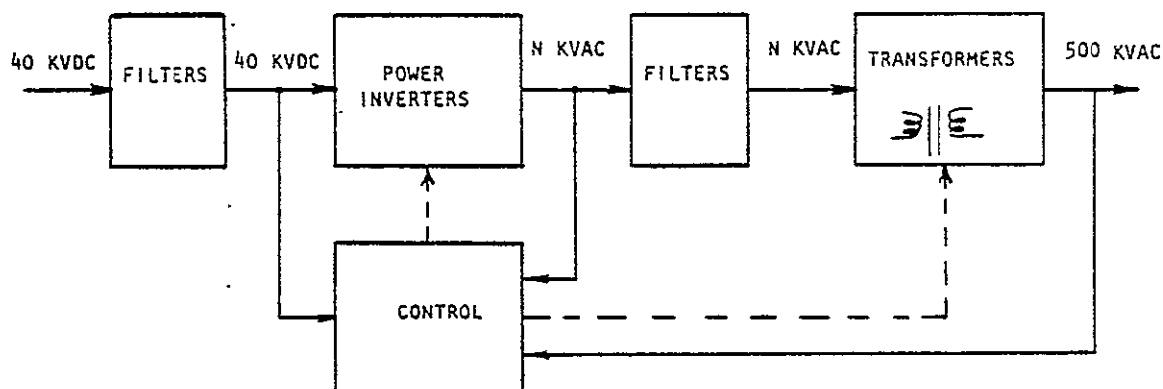 40 KVDC
FILTERS
40 KVDC
POWER
INVERTERS
N KVAC
FILTERS
N KVAC
TRANSFORMERS
500 KVAC
CONTROL